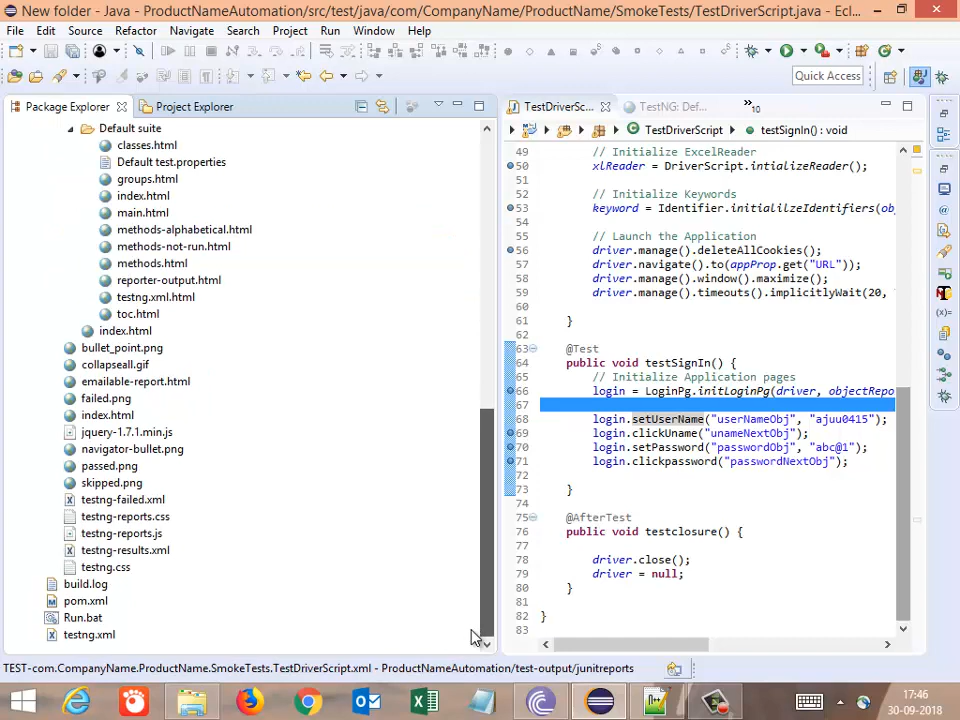 New folder - Java - ProductNameAutomation/src/test/java/com/CompanyName/ProductName/SmokeTests/TestDriverScript.java - Ecl...
File Edit Source Refactor Navigate Search Project Run Window Help
Quick Access
Package Explorer Project Explorer
TestDriverSc... TestNG: Def... »10
TestDriverScript testSignIn() : void
Default suite
classes.html
Default test.properties
groups.html
index.html
main.html
methods-alphabetical.html
methods-not-run.html
methods.html
reporter-output.html
testng.xml.html
toc.html
index.html
bullet_point.png
collapseall.gif
emailable-report.html
failed.png
index.html
jquery-1.7.1.min.js
navigator-bullet.png
passed.png
skipped.png
testng-failed.xml
testng-reports.css
testng-reports.js
testng-results.xml
testng.css
build.log
pom.xml
Run.bat
testng.xml
49 // Initialize ExcelReader
50 xlReader = DriverScript.intializeReader();
51
52 // Initialize Keywords
53 keyword = Identifier.initialilzeIdentifiers(ob
54
55 // Launch the Application
56 driver.manage().deleteAllCookies();
57 driver.navigate().to(appProp.get("URL"));
58 driver.manage().window().maximize();
59 driver.manage().timeouts().implicitlyWait(20,
60
61 }
62
63 @Test
64 public void testSignIn() {
65 // Initialize Application pages
66 login = LoginPg.initLoginPg(driver, objectRepo
67
68 login.setUserName("userNameObj", "ajuu0415");
69 login.clickUname("unameNextObj");
70 login.setPassword("passwordObj", "abc@1");
71 login.clickpassword("passwordNextObj");
72
73 }
74
75 @AfterTest
76 public void testclosure() {
77
78 driver.close();
79 driver = null;
80 }
81
82 }
83
TEST-com.CompanyName.ProductName.SmokeTests.TestDriverScript.xml - ProductNameAutomation/test-output/junitreports
17:46
30-09-2018